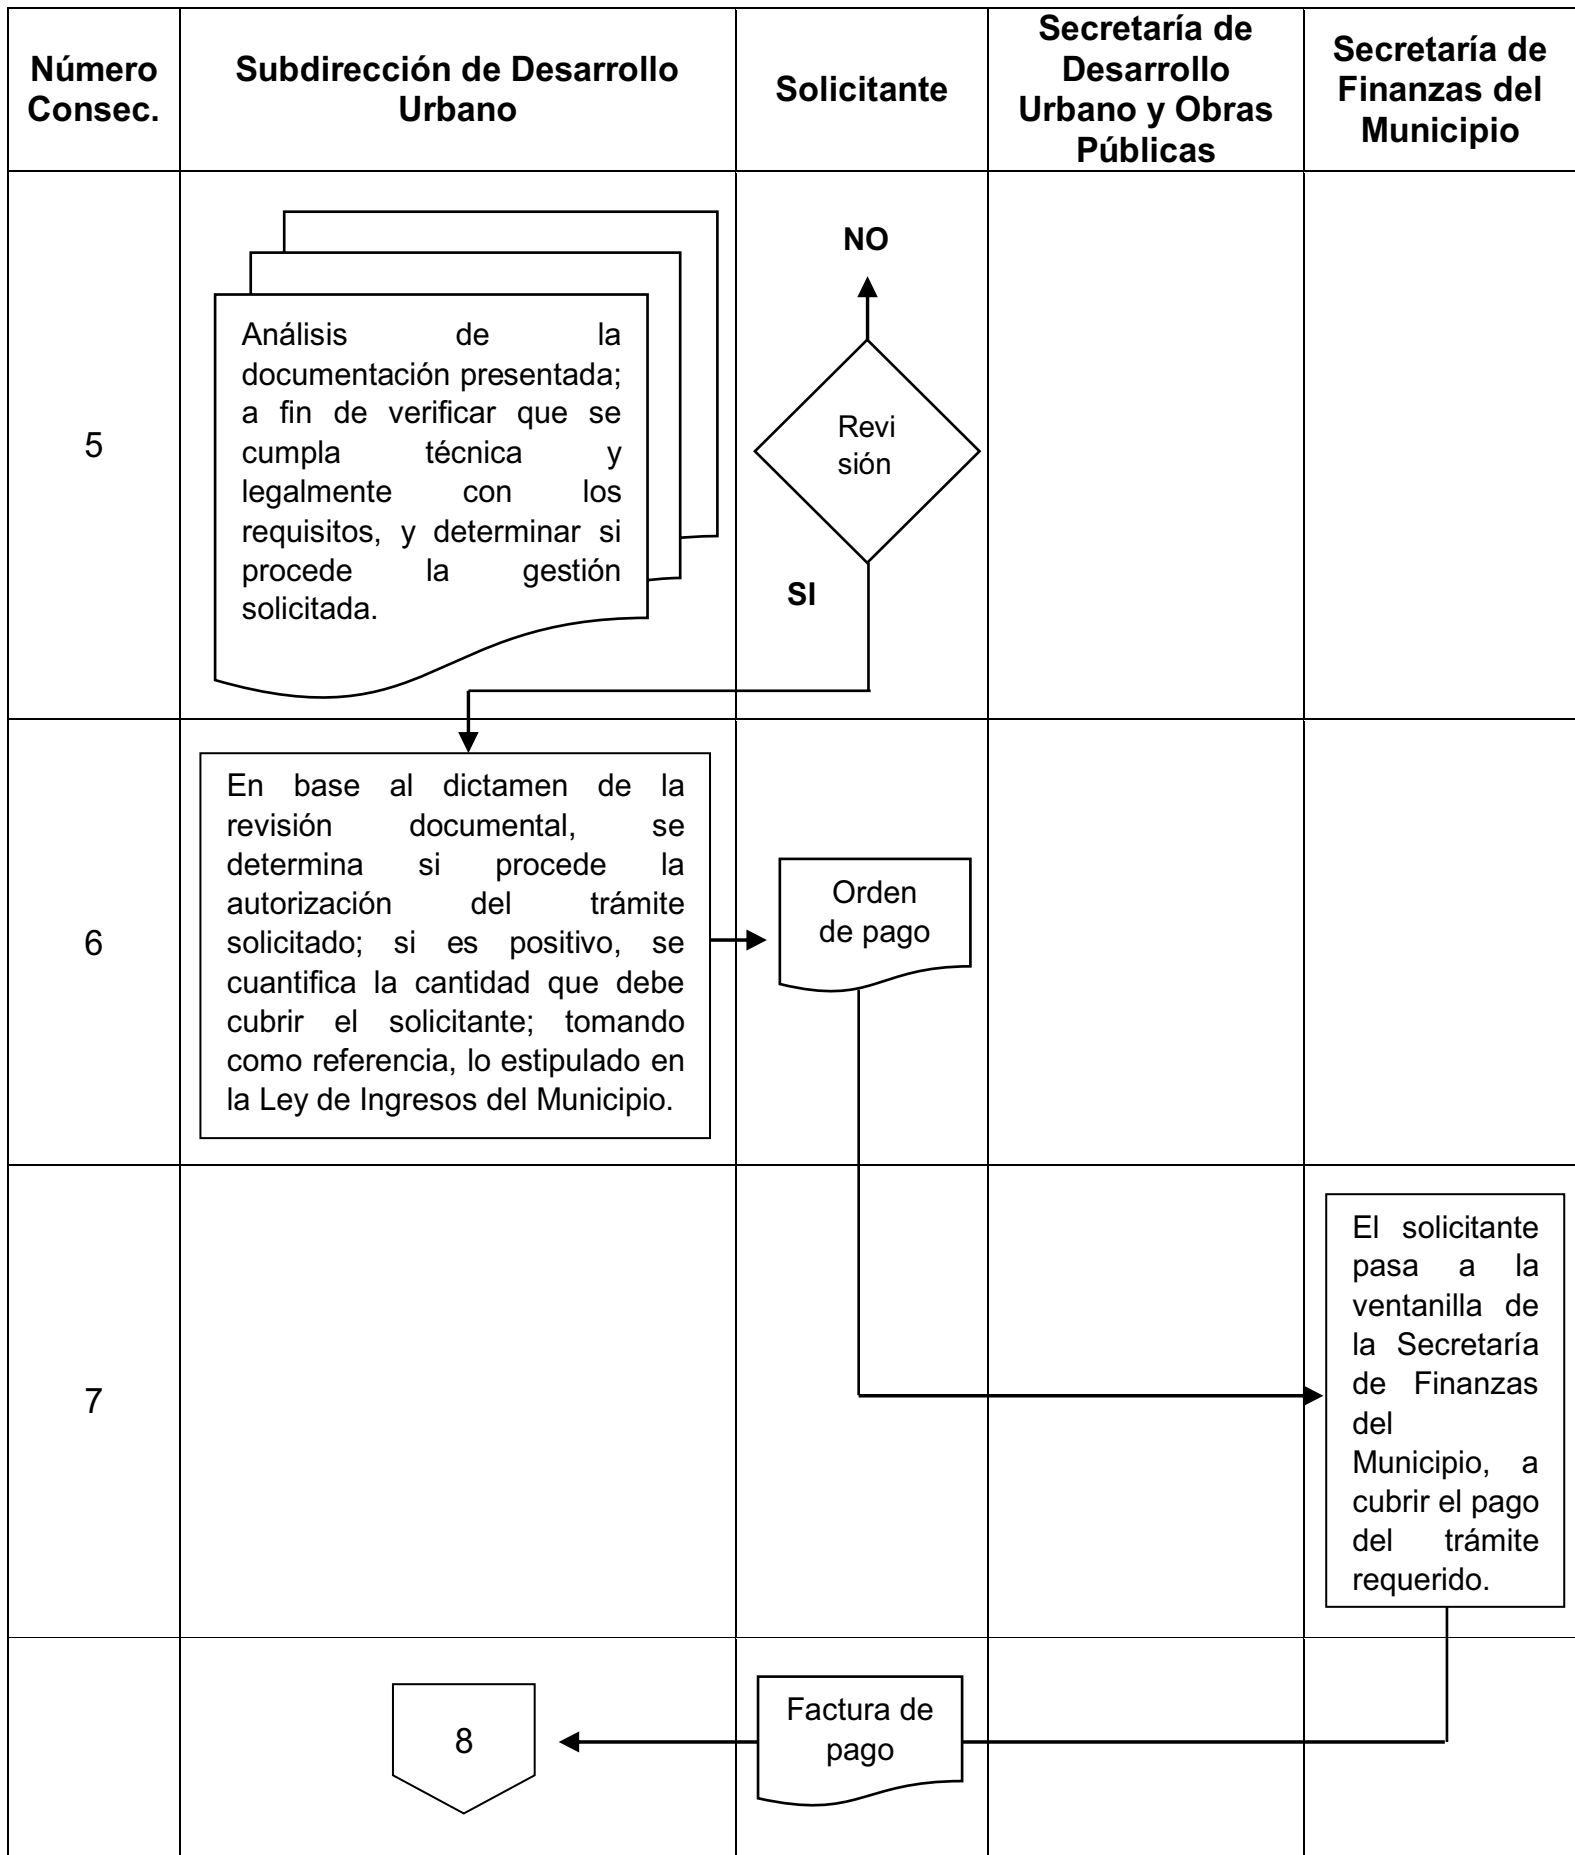 Número
Consec.
Subdirección de Desarrollo
Urbano
Solicitante
Secretaría de
Desarrollo
Urbano y Obras
Públicas
Secretaría de
Finanzas del
Municipio
5
Análisis de la
documentación presentada;
a fin de verificar que se
cumpla técnica y
legalmente con los
requisitos, y determinar si
procede la gestión
solicitada.
NO
Revi
sión
SI
6
En base al dictamen de la
revisión documental, se
determina si procede la
autorización del trámite
solicitado; si es positivo, se
cuantifica la cantidad que debe
cubrir el solicitante; tomando
como referencia, lo estipulado en
la Ley de Ingresos del Municipio.
Orden
de pago
7
El solicitante
pasa a la
ventanilla de
la Secretaría
de Finanzas
del
Municipio, a
cubrir el pago
del trámite
requerido.
8
Factura de
pago